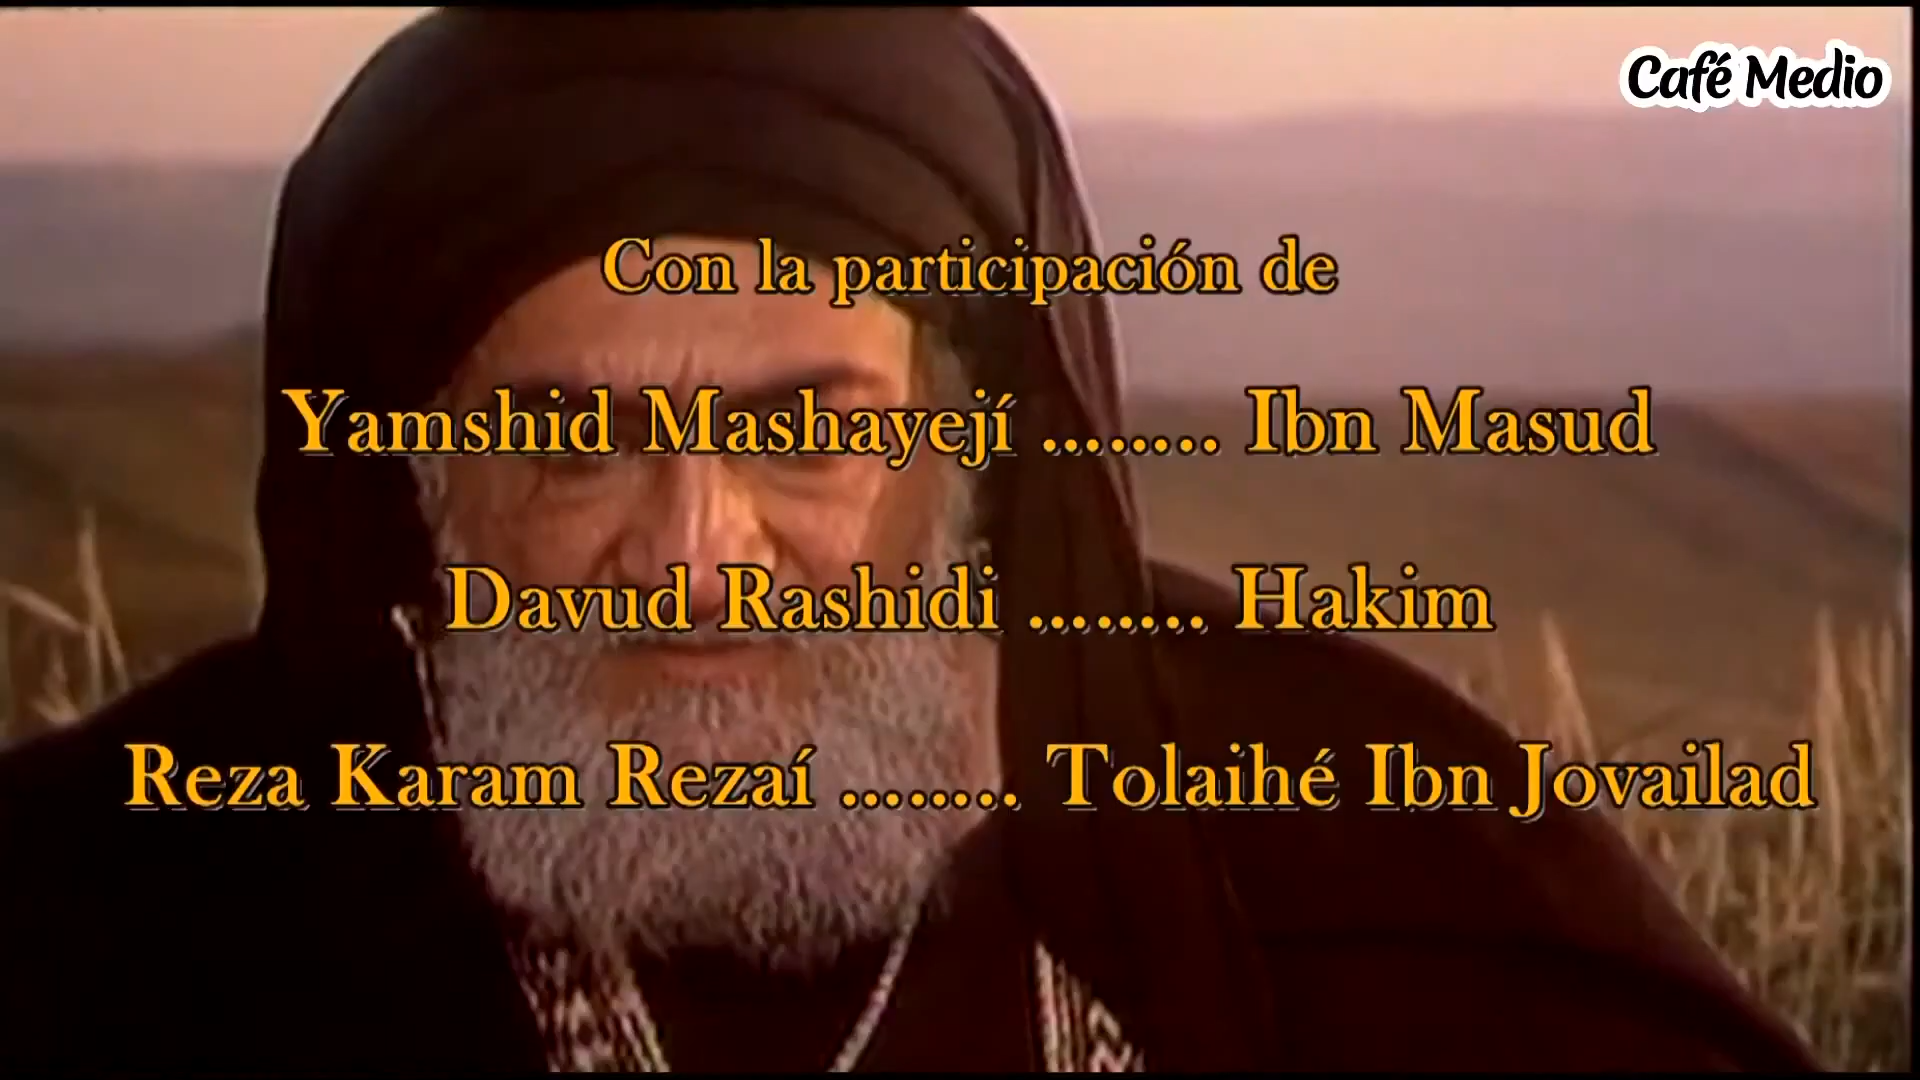 Café Medio
Con la participación de
Yamshid Mashayejí ........ Ibn Masud
Davud Rashidi ........ Hakim
Reza Karam Rezaí ........ Tolaihé Ibn Jovailad